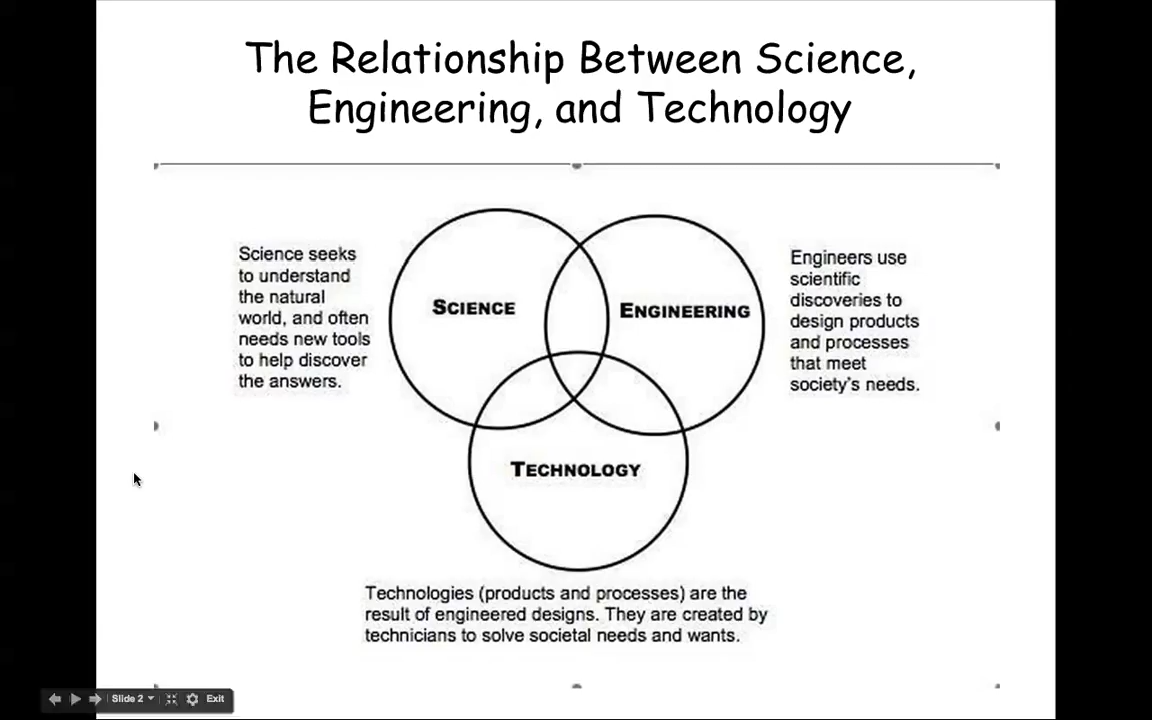 The Relationship Between Science,
Engineering, and Technology
Science seeks
to understand
the natural
world, and often
needs new tools
to help discover
the answers.
SCIENCE
ENGINEERING
Engineers use
scientific
discoveries to
design products
and processes
that meet
society's needs.
TECHNOLOGY
Technologies (products and processes) are the
result of engineered designs. They are created by
technicians to solve societal needs and wants.
Slide 2
Exit